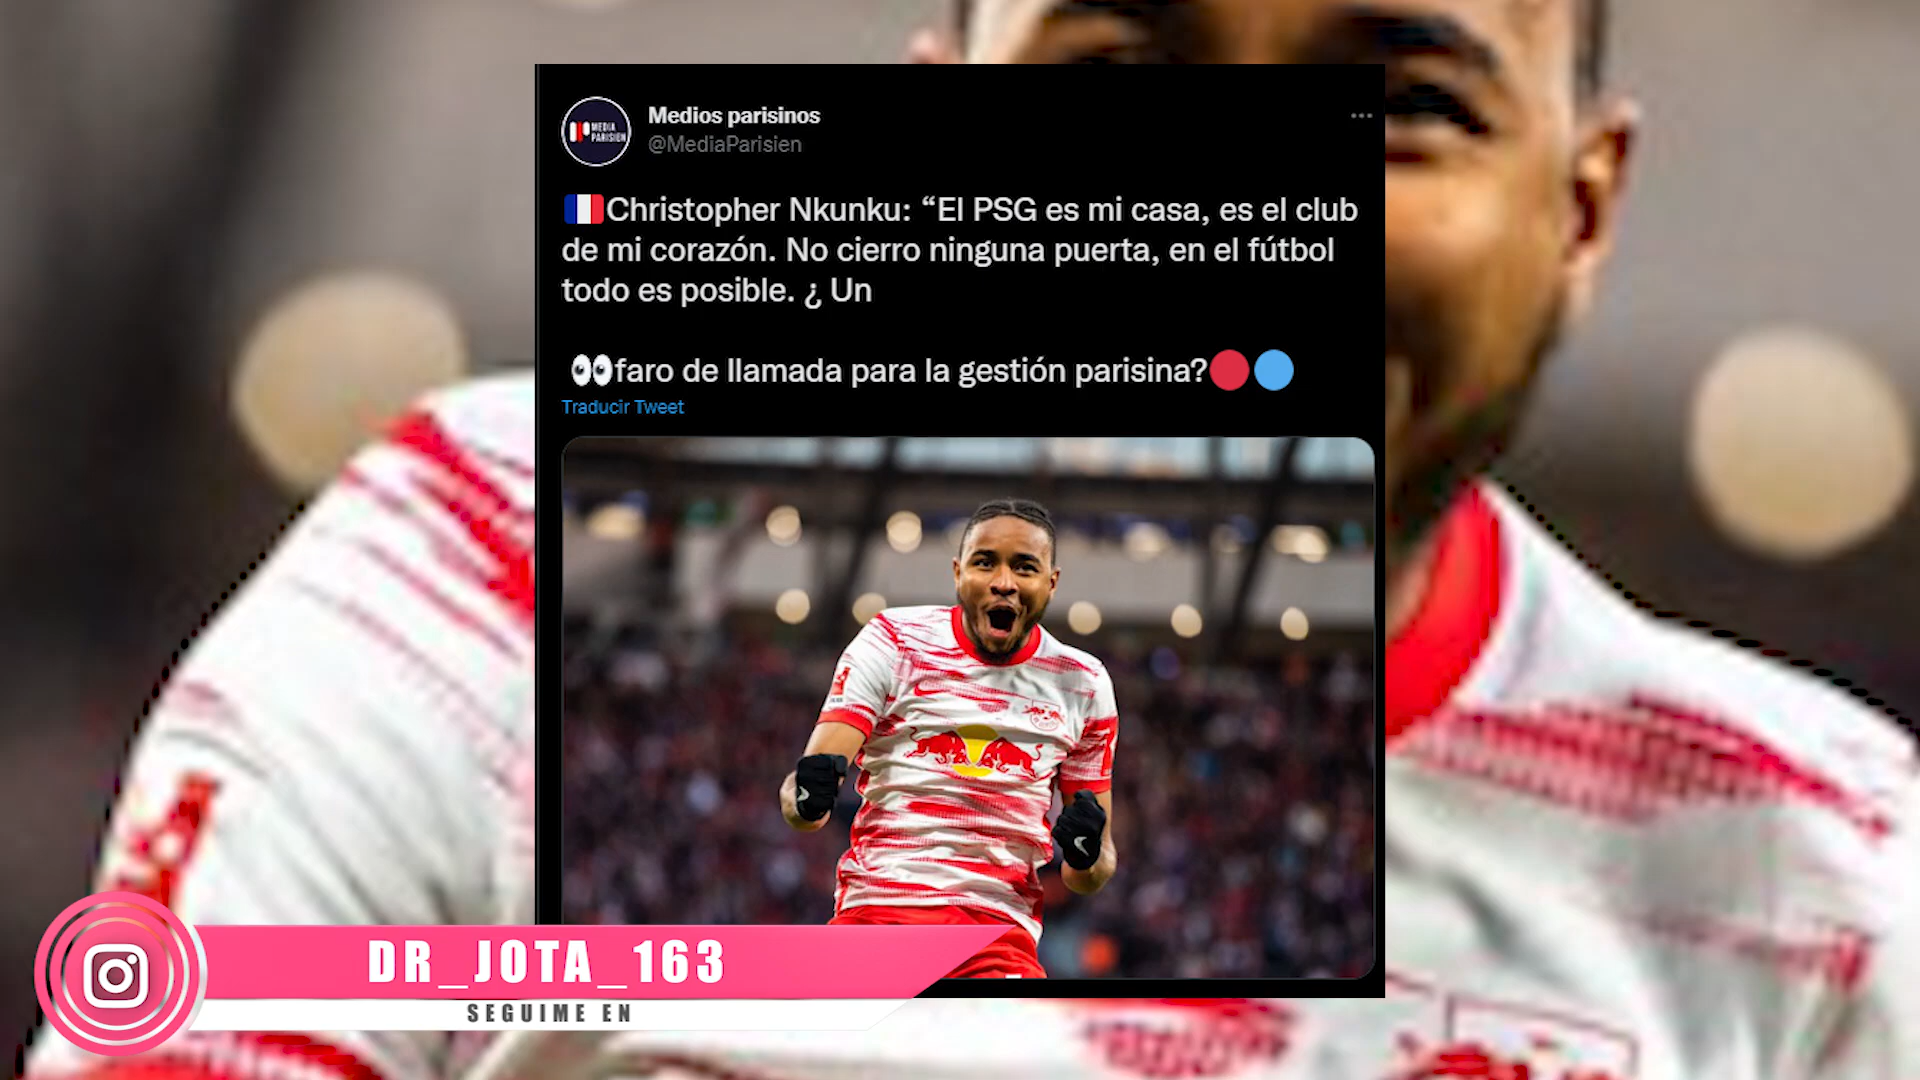 MEDIA
PARISIEN
Medios parisinos
@MediaParisien
🇫🇷Christopher Nkunku: “El PSG es mi casa, es el club
de mi corazón. No cierro ninguna puerta, en el fútbol
todo es posible. ¿ Un
👀faro de llamada para la gestión parisina?🔴🔵
Traducir Tweet
DR_JOTA_163
SEGUIME EN